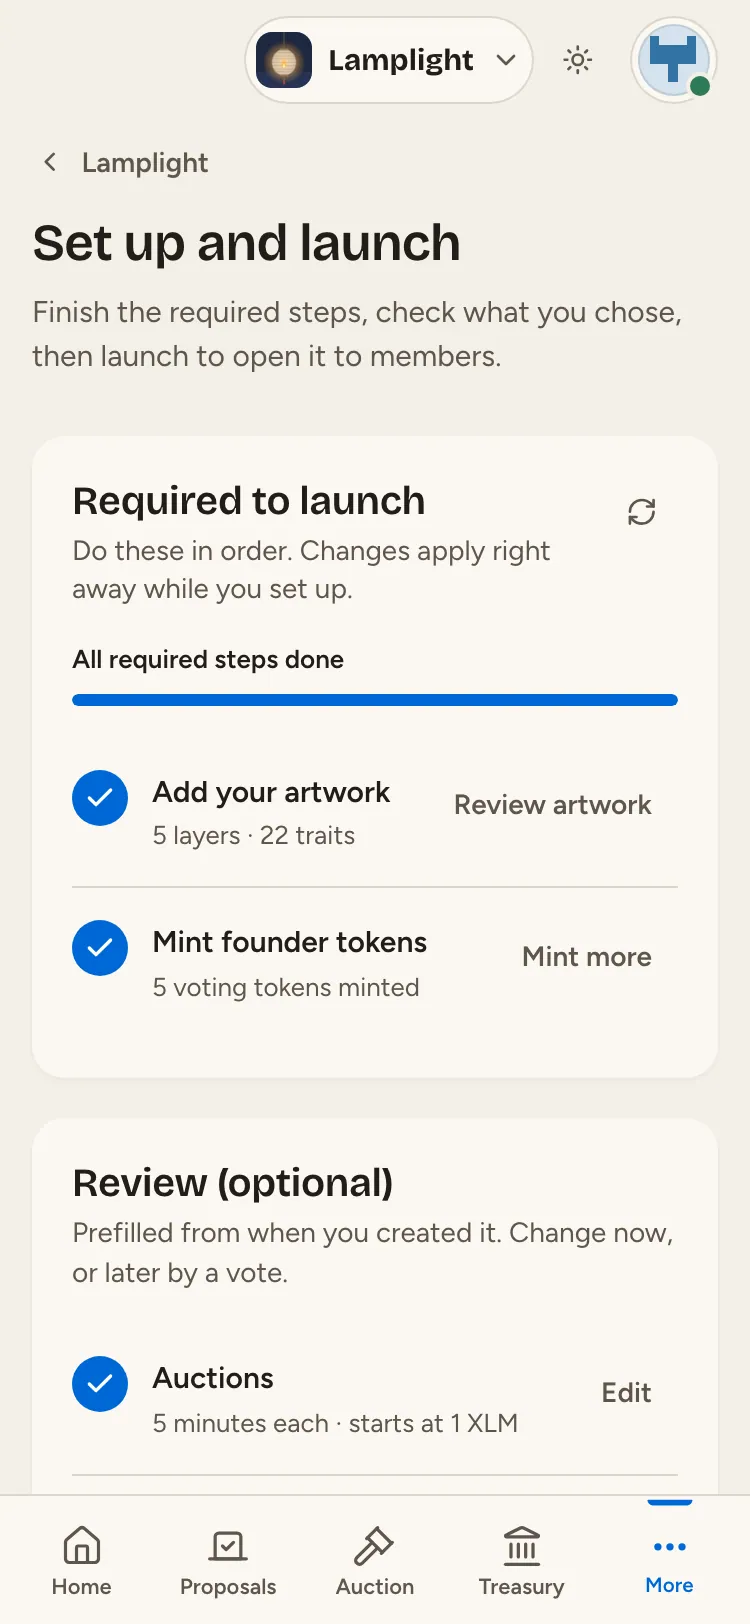 Lamplight
Lamplight
Set up and launch
Finish the required steps, check what you chose,
then launch to open it to members.
Required to launch
Do these in order. Changes apply right
away while you set up.
All required steps done
Add your artwork
Review artwork
5 layers · 22 traits
Mint founder tokens
Mint more
5 voting tokens minted
Review (optional)
Prefilled from when you created it. Change now,
or later by a vote.
Auctions
Edit
5 minutes each · starts at 1 XLM
Home
Proposals
Auction
Treasury
More